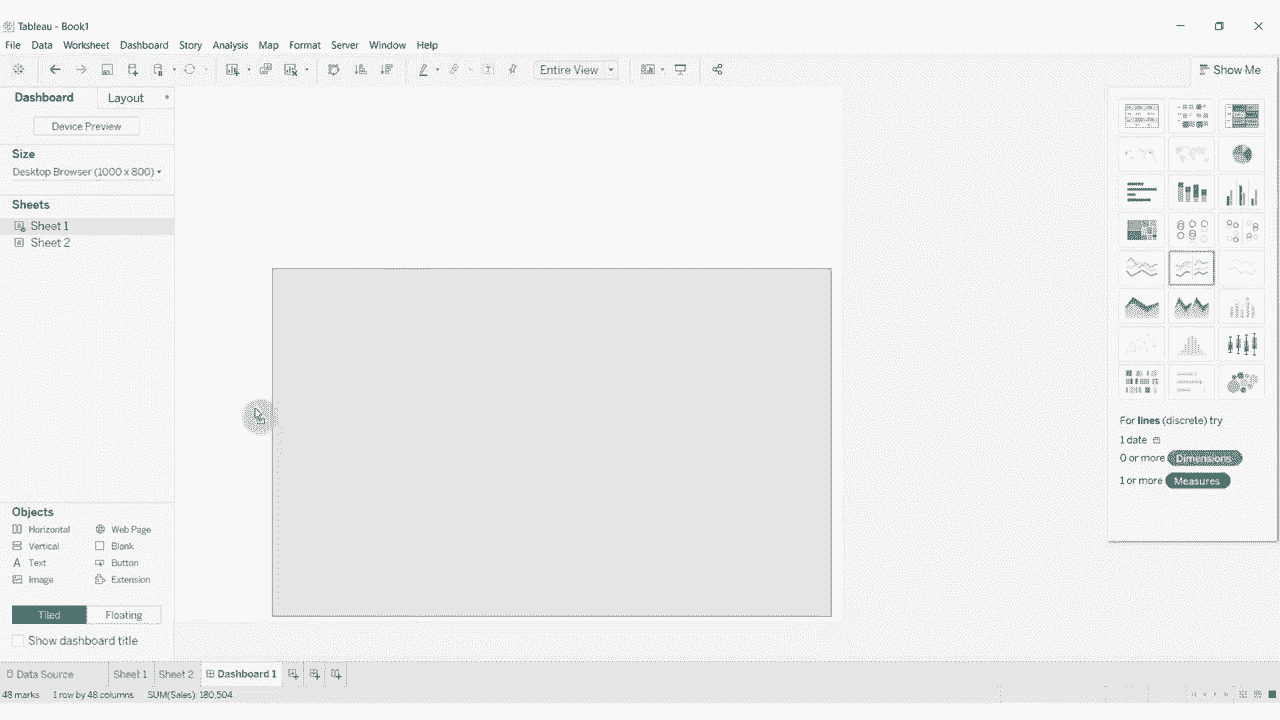 Tableau - Book1
File Data Worksheet Dashboard Story Analysis Map Format Server Window Help
Entire View
Show Me
Dashboard Layout
Device Preview
Size
Desktop Browser (1000 x 800)
Sheets
Sheet 1
Sheet 2
For lines (discrete) try
1 date
0 or more Dimensions
1 or more Measures
Objects
Horizontal Web Page
Vertical Blank
Text Button
Image Extension
Tiled Floating
Show dashboard title
Data Source Sheet 1 Sheet 2 Dashboard 1
48 marks 1 row by 48 columns SUM(Sales): 180,504